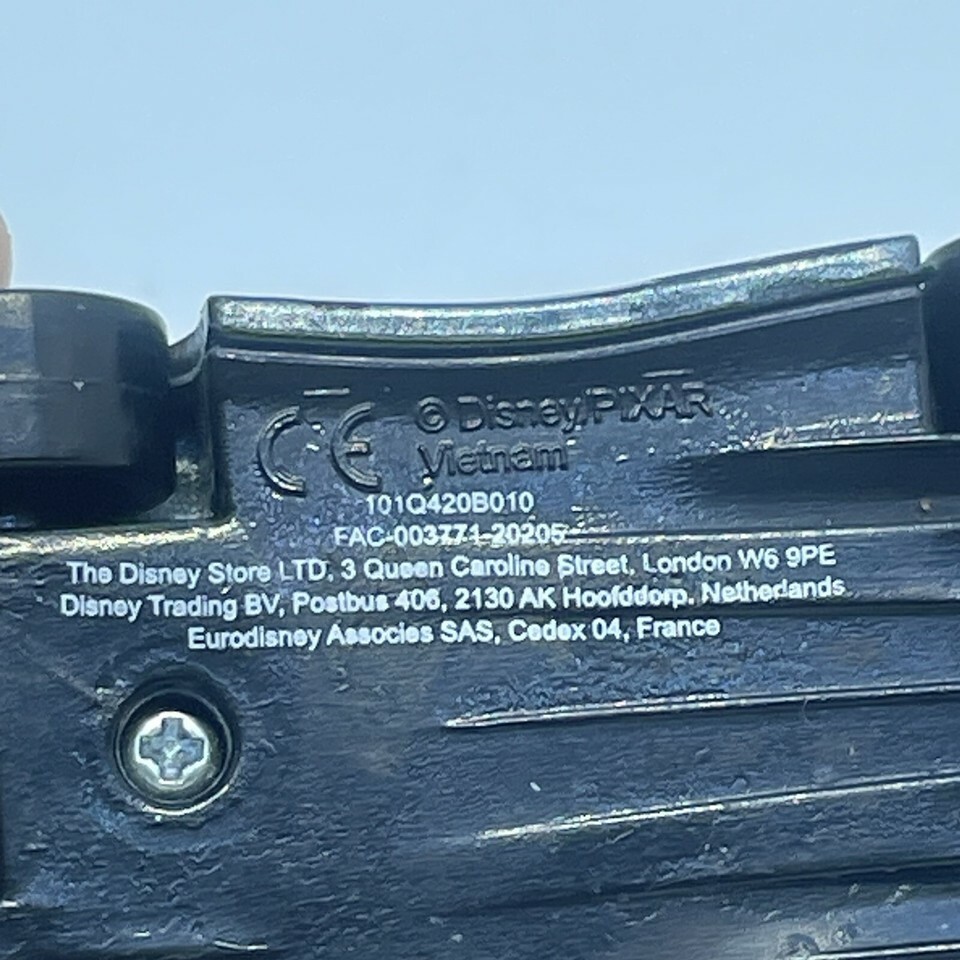 CE © Disney/PIXAR
Vietnam
101Q420B010
FAC-003771-20205
The Disney Store LTD, 3 Queen Caroline Street, London W6 9PE
Disney Trading BV, Postbus 406, 2130 AK Hoofddorp, Netherlands
Eurodisney Associes SAS, Cedex 04, France